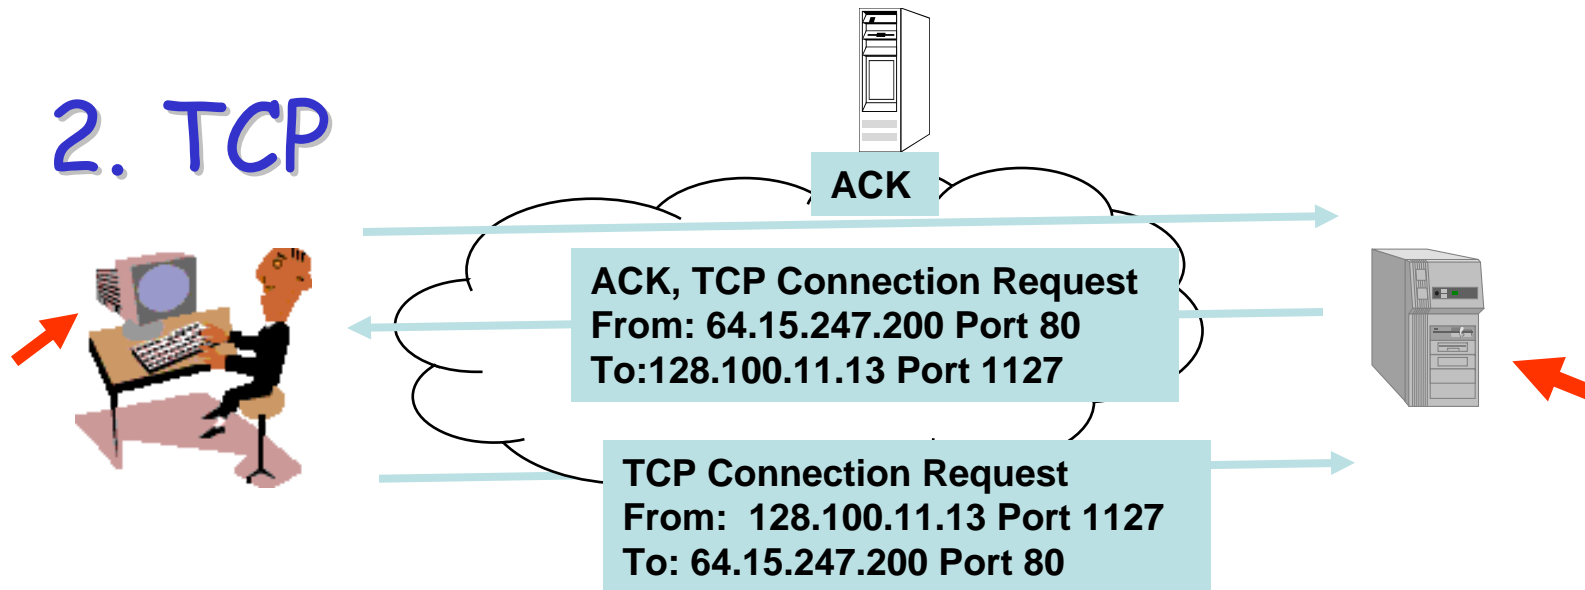 2. TCP
ACK
ACK, TCP Connection Request
From: 64.15.247.200 Port 80
To:128.100.11.13 Port 1127
TCP Connection Request
From: 128.100.11.13 Port 1127
To: 64.15.247.200 Port 80